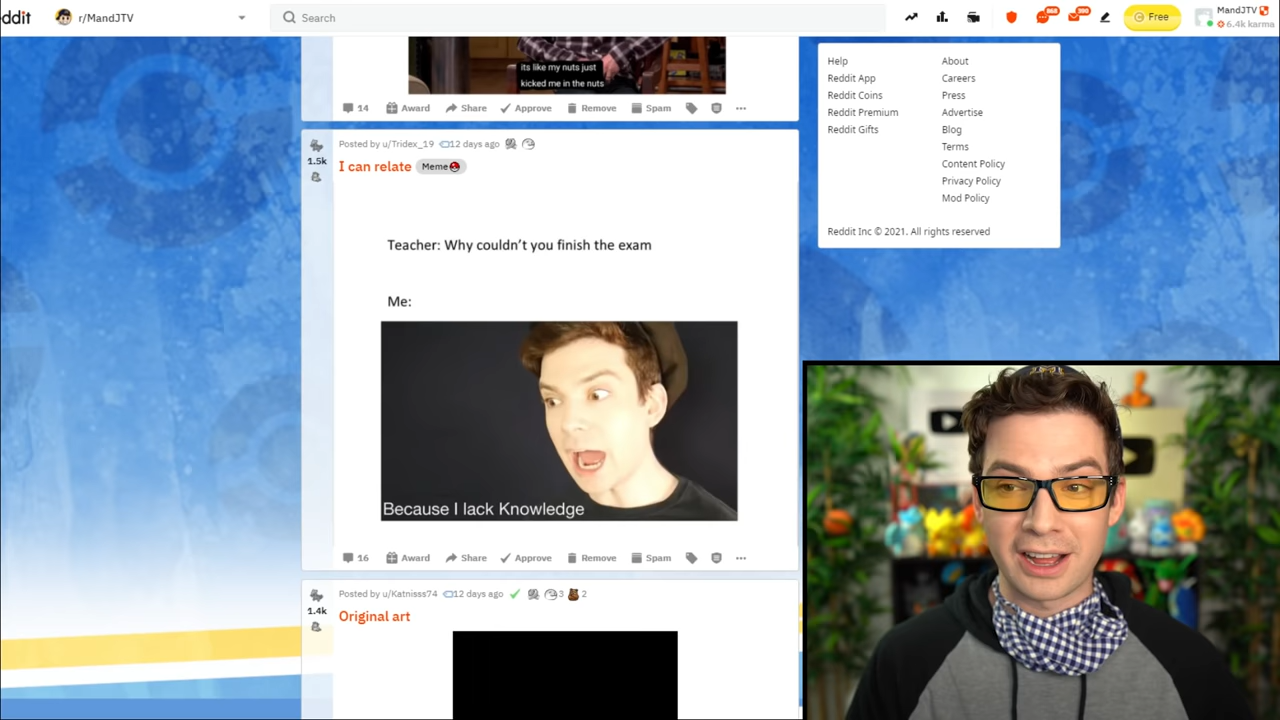 ddit
r/MandJTV
Search
868
390
Free
MandJTV
6.4k karma
its like my nuts just
kicked me in the nuts
14 Award Share Approve Remove Spam
Posted by u/Tridex_19 12 days ago
1.5k
I can relate Meme
Teacher: Why couldn't you finish the exam
Me:
Because I lack Knowledge
16 Award Share Approve Remove Spam
Posted by u/Katnisss74 12 days ago 3 2
1.4k
Original art
Help About
Reddit App Careers
Reddit Coins Press
Reddit Premium Advertise
Reddit Gifts Blog
Terms
Content Policy
Privacy Policy
Mod Policy
Reddit Inc © 2021. All rights reserved